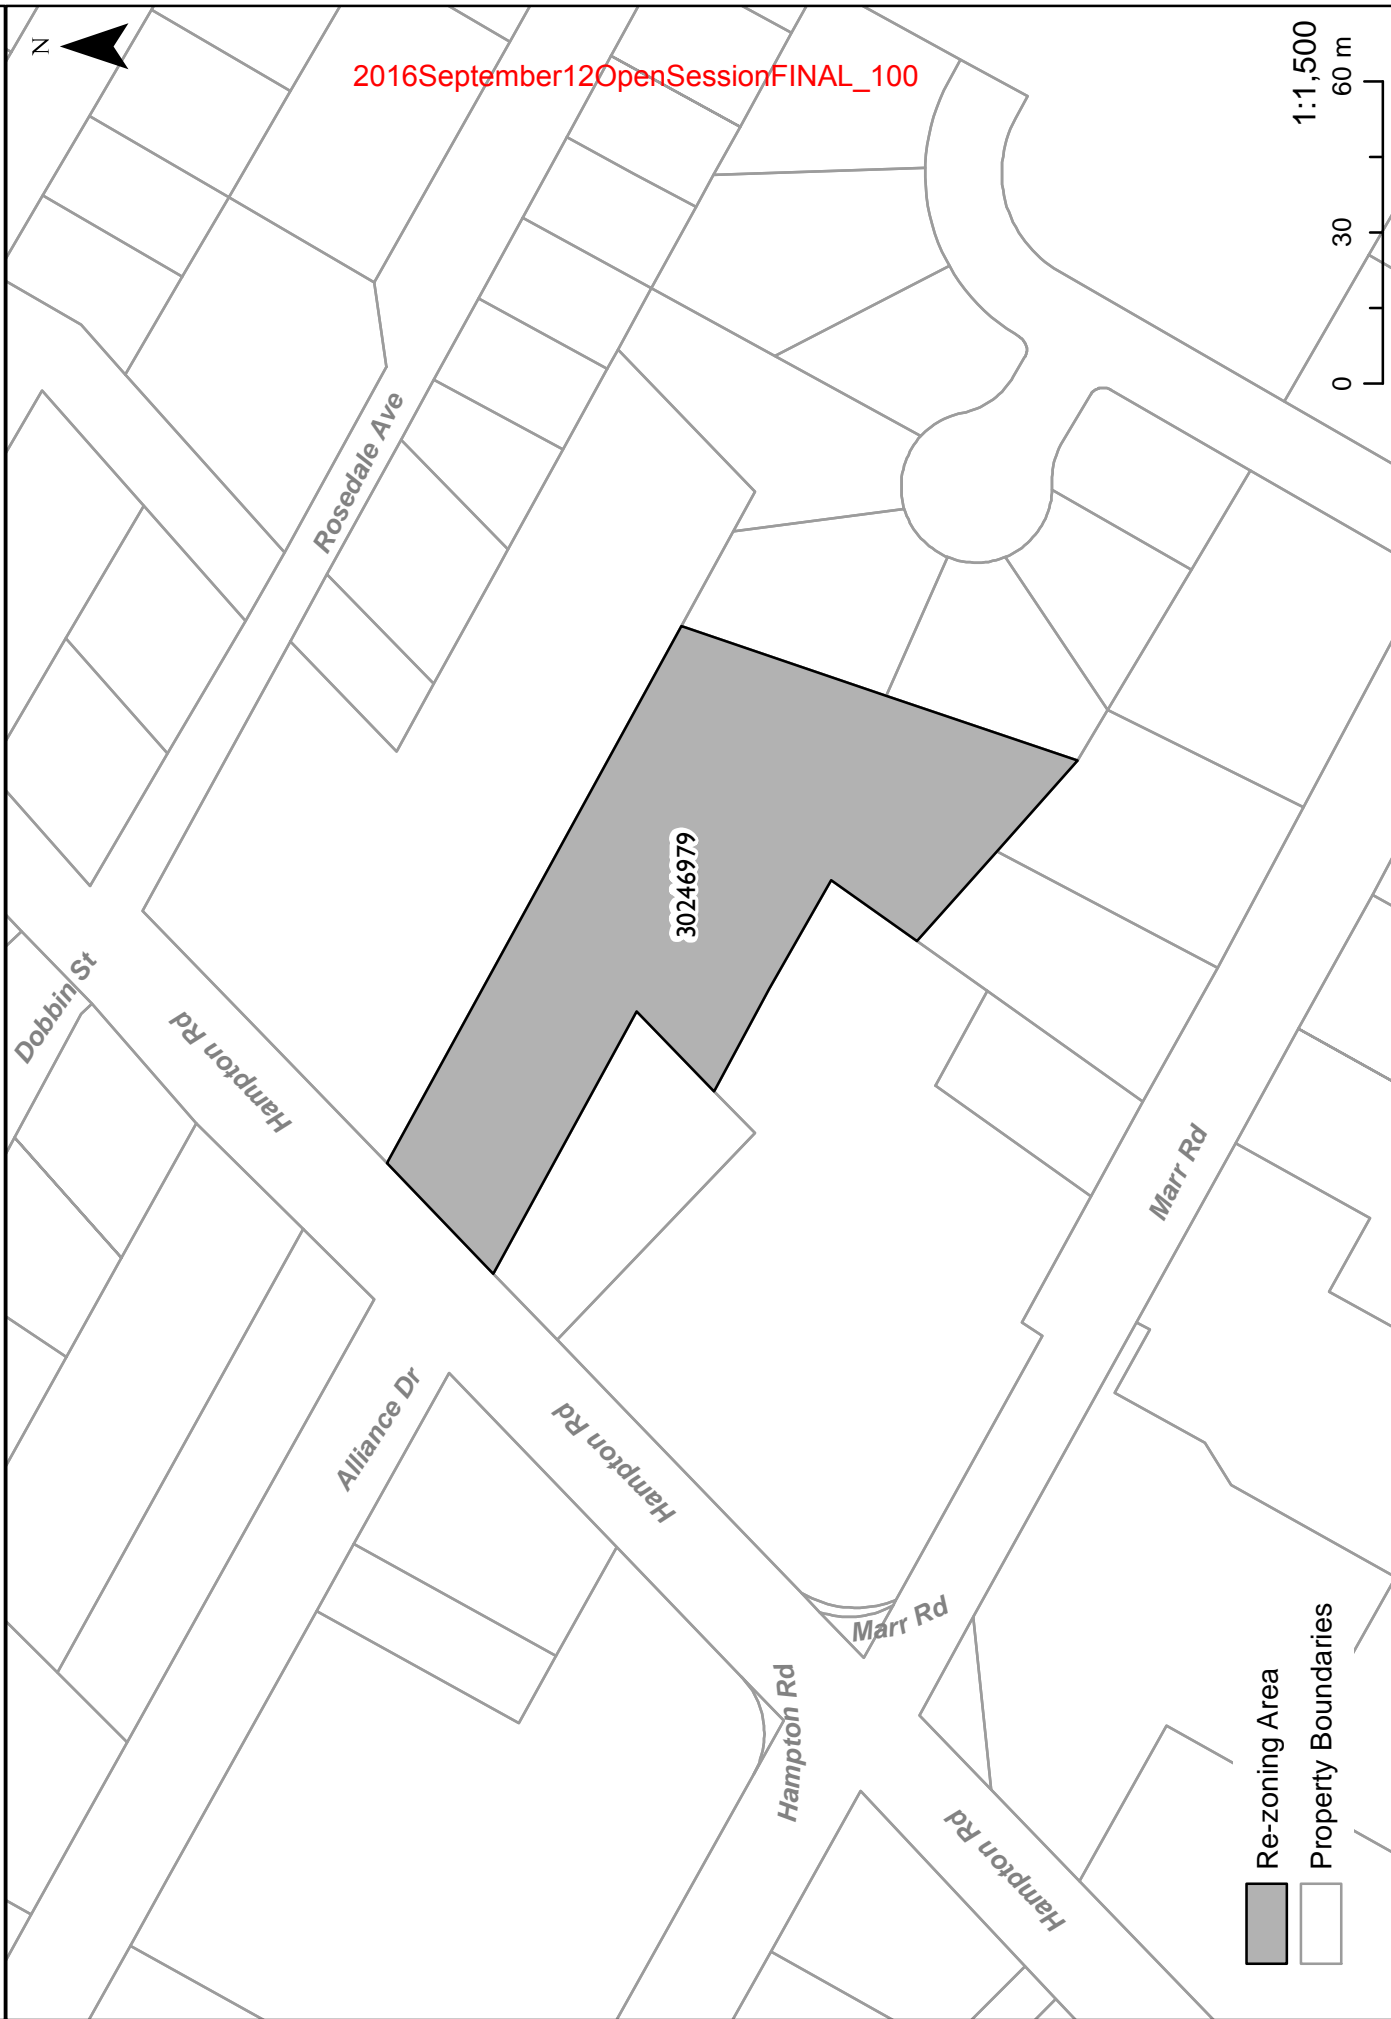 N
2016September12OpenSessionFINAL_100
1:1,500
0 30 60 m
Rosedale Ave
Dobbin St
Hampton Rd
30246979
Alliance Dr
Hampton Rd
Marr Rd
Marr Rd
Hampton Rd
Hampton Rd
Re-zoning Area
Property Boundaries